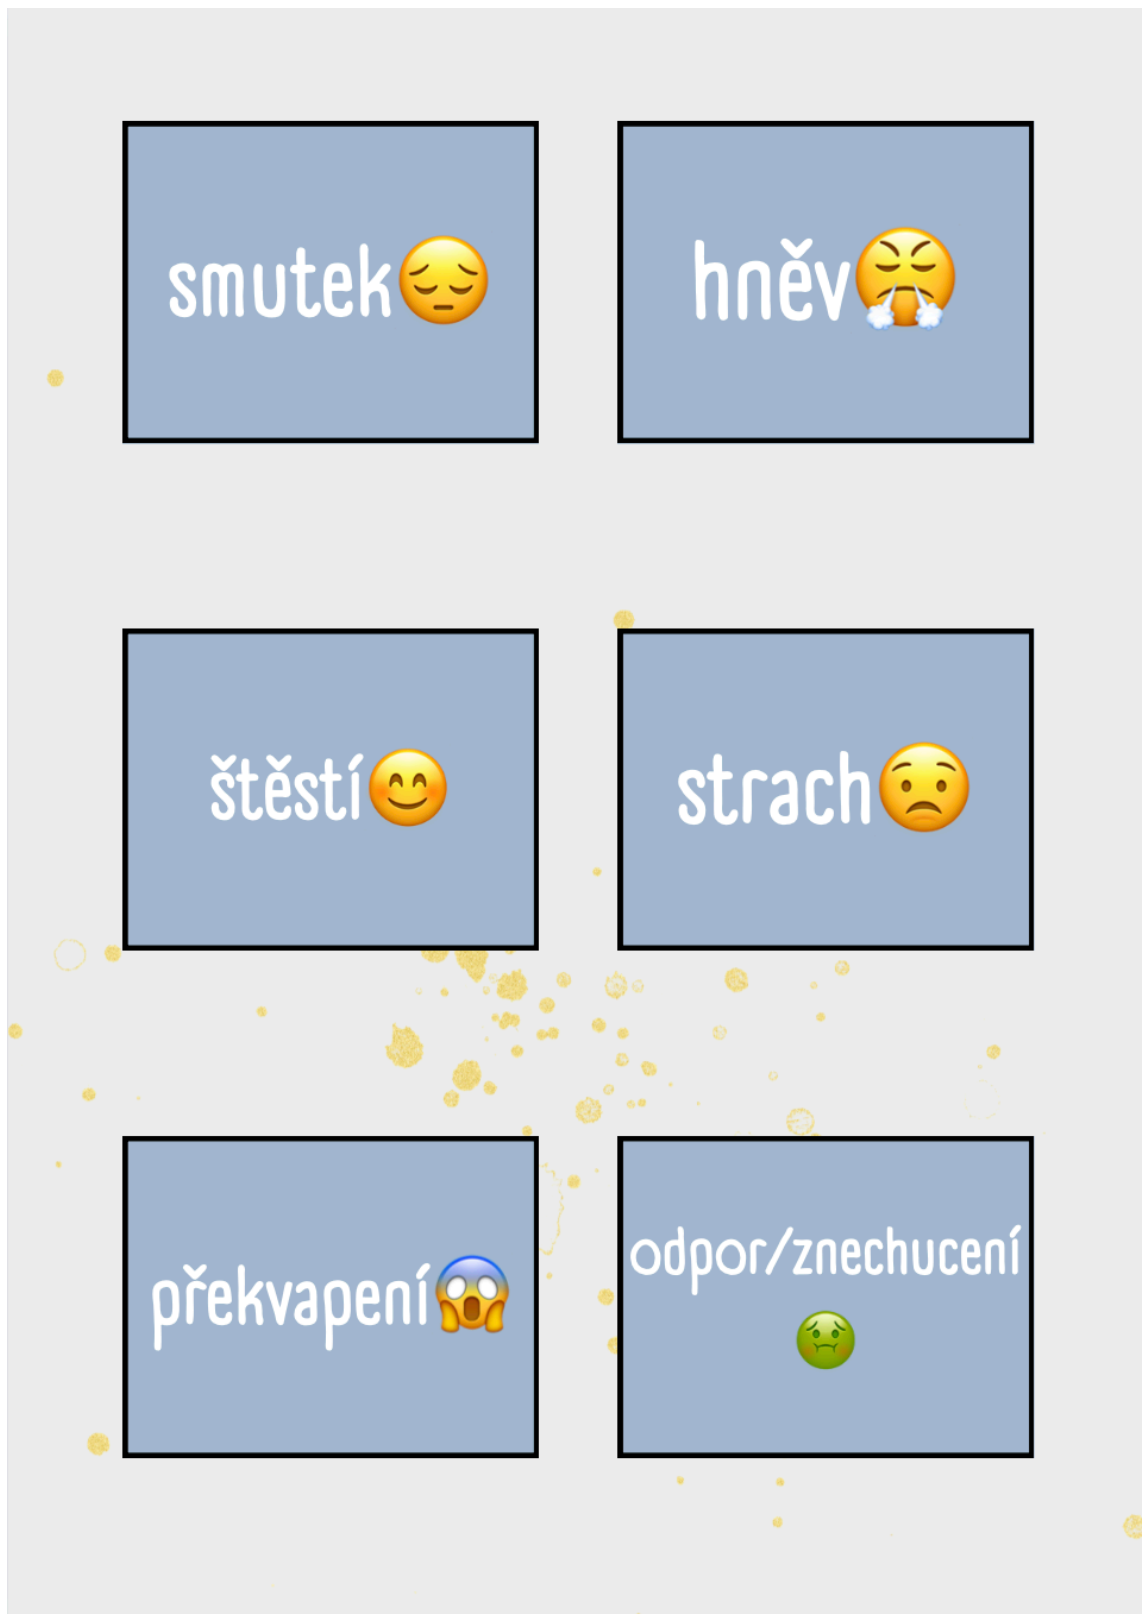 smutek😔
hněv😤
štěstí😊
strach😟
překvapení😱
odpor/znechucení
🤢